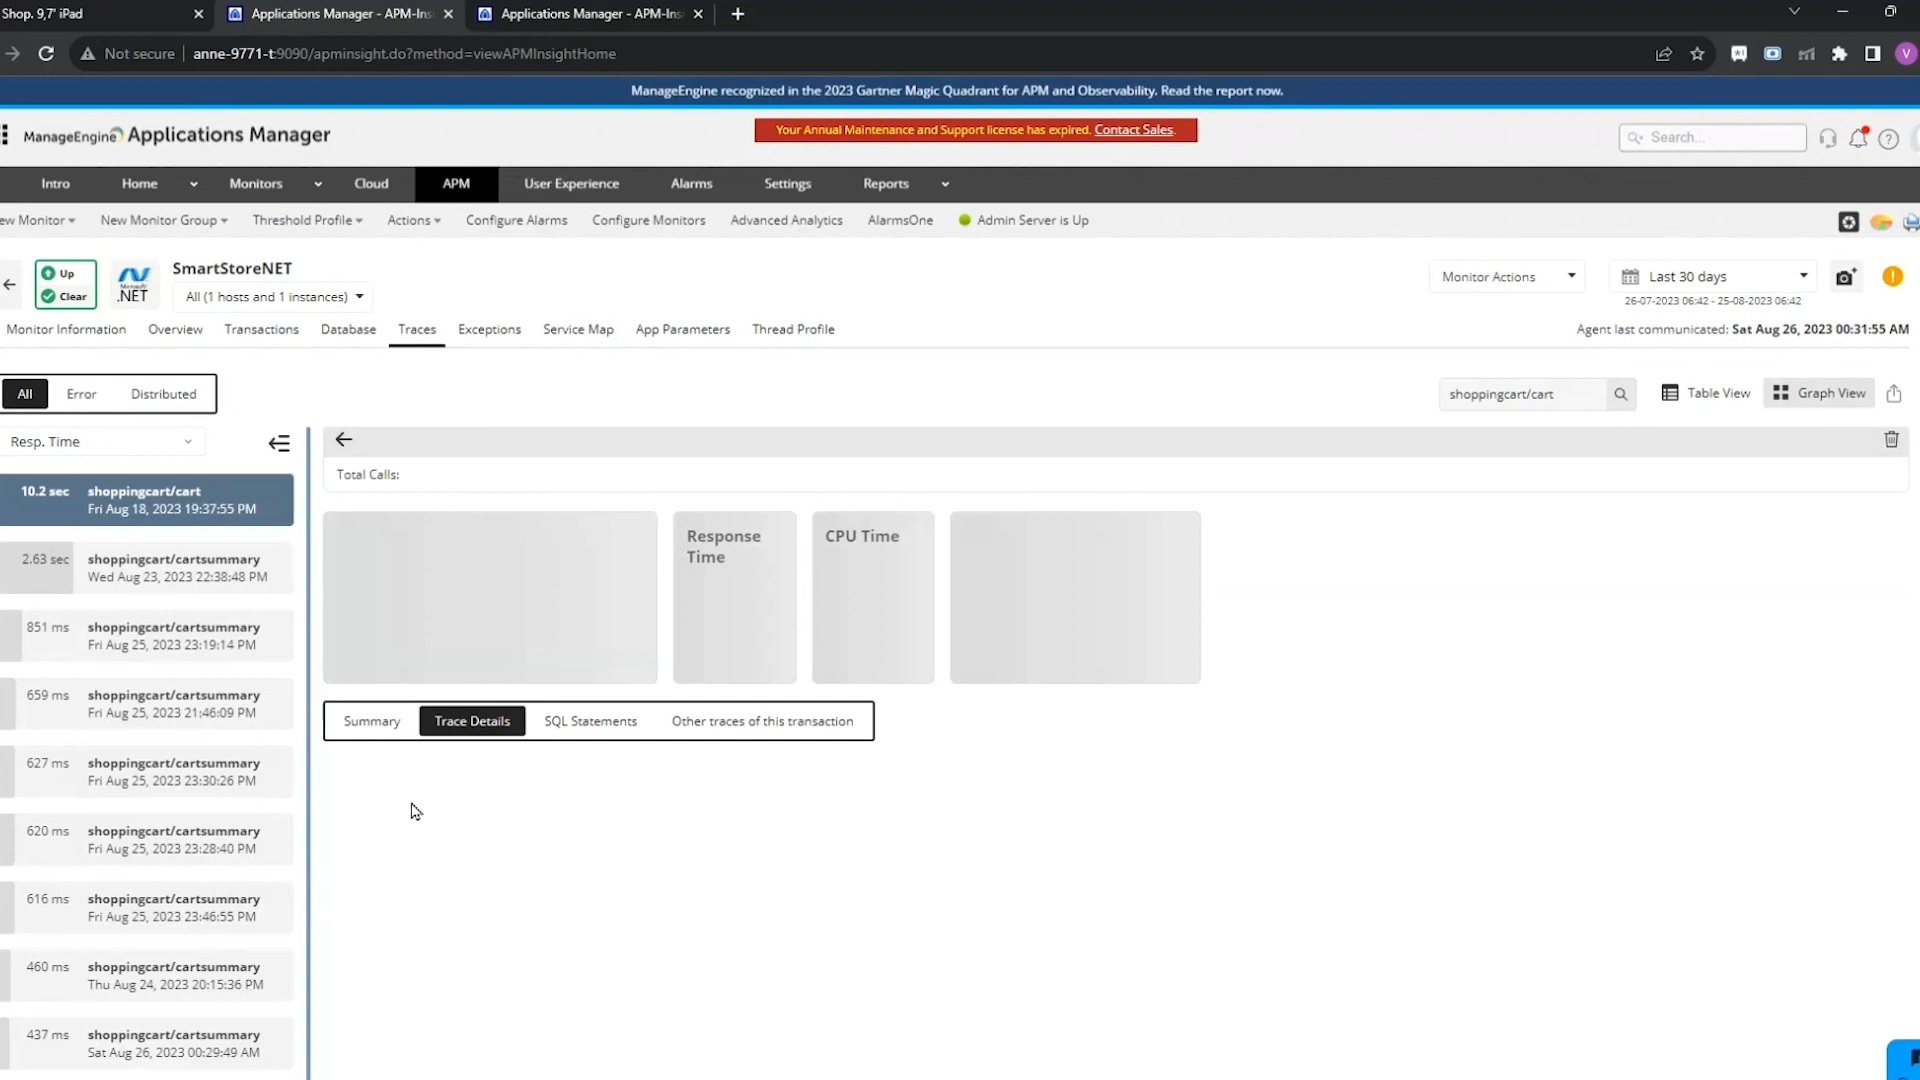 Shop. 9,7' iPad
Applications Manager - APM-Ins
Applications Manager - APM-Ins
Not secure
anne-9771-t:9090/apminsight.do?method=viewAPMInsightHome
V
ManageEngine recognized in the 2023 Gartner Magic Quadrant for APM and Observability. Read the report now.
ManageEngine Applications Manager
Your Annual Maintenance and Support license has expired. Contact Sales.
Search...
Intro Home Monitors Cloud APM User Experience Alarms Settings Reports
ew Monitor New Monitor Group Threshold Profile Actions Configure Alarms Configure Monitors Advanced Analytics AlarmsOne Admin Server is Up
Up
Clear
Microsoft
.NET
SmartStoreNET
All (1 hosts and 1 instances)
Monitor Actions
Last 30 days
26-07-2023 06:42 - 25-08-2023 06:42
Monitor Information Overview Transactions Database Traces Exceptions Service Map App Parameters Thread Profile
Agent last communicated: Sat Aug 26, 2023 00:31:55 AM
All Error Distributed
shoppingcart/cart
Table View
Graph View
Resp. Time
Total Calls:
10.2 sec shoppingcart/cart
Fri Aug 18, 2023 19:37:55 PM
2.63 sec shoppingcart/cartsummary
Wed Aug 23, 2023 22:38:48 PM
851 ms shoppingcart/cartsummary
Fri Aug 25, 2023 23:19:14 PM
659 ms shoppingcart/cartsummary
Fri Aug 25, 2023 21:46:09 PM
627 ms shoppingcart/cartsummary
Fri Aug 25, 2023 23:30:26 PM
620 ms shoppingcart/cartsummary
Fri Aug 25, 2023 23:28:40 PM
616 ms shoppingcart/cartsummary
Fri Aug 25, 2023 23:46:55 PM
460 ms shoppingcart/cartsummary
Thu Aug 24, 2023 20:15:36 PM
437 ms shoppingcart/cartsummary
Sat Aug 26, 2023 00:29:49 AM
Response
Time
CPU Time
Summary Trace Details SQL Statements Other traces of this transaction